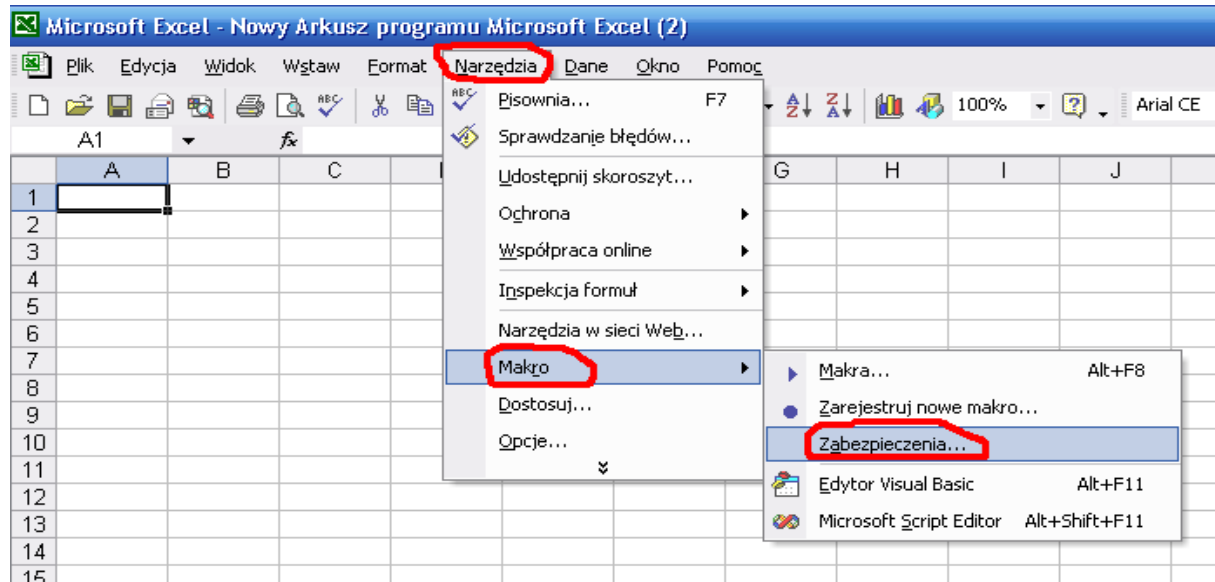 Microsoft Excel - Nowy Arkusz programu Microsoft Excel (2)
Plik Edycja Widok Wstaw Format Narzędzia Dane Okno Pomoc
100% Arial CE
A1 fx
A B C G H I J
Pisownia... F7
Sprawdzanie błędów...
Udostępnij skoroszyt...
Ochrona
Współpraca online
Inspekcja formuł
Narzędzia w sieci Web...
Makro
Dostosuj...
Opcje...
Makra... Alt+F8
Zarejestruj nowe makro...
Zabezpieczenia...
Edytor Visual Basic Alt+F11
Microsoft Script Editor Alt+Shift+F11
1
2
3
4
5
6
7
8
9
10
11
12
13
14
15